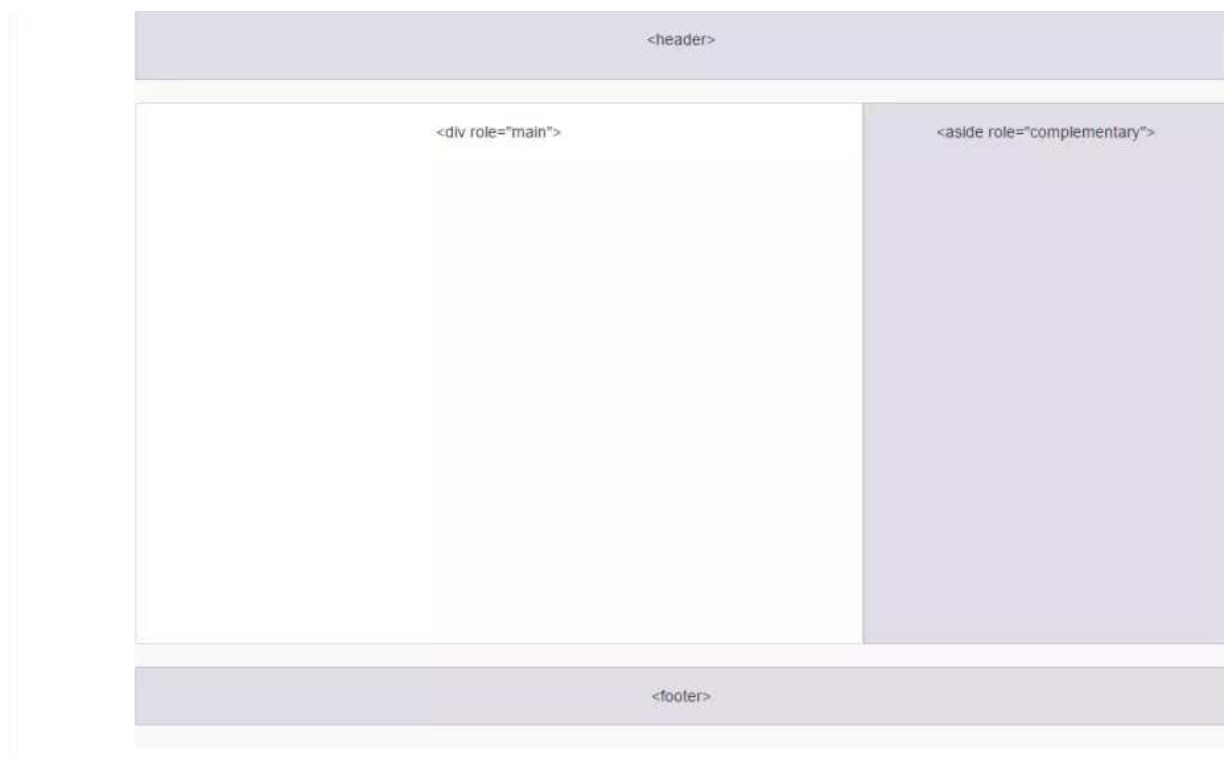 <header>
<div role="main">
<aside role="complementary">
<footer>